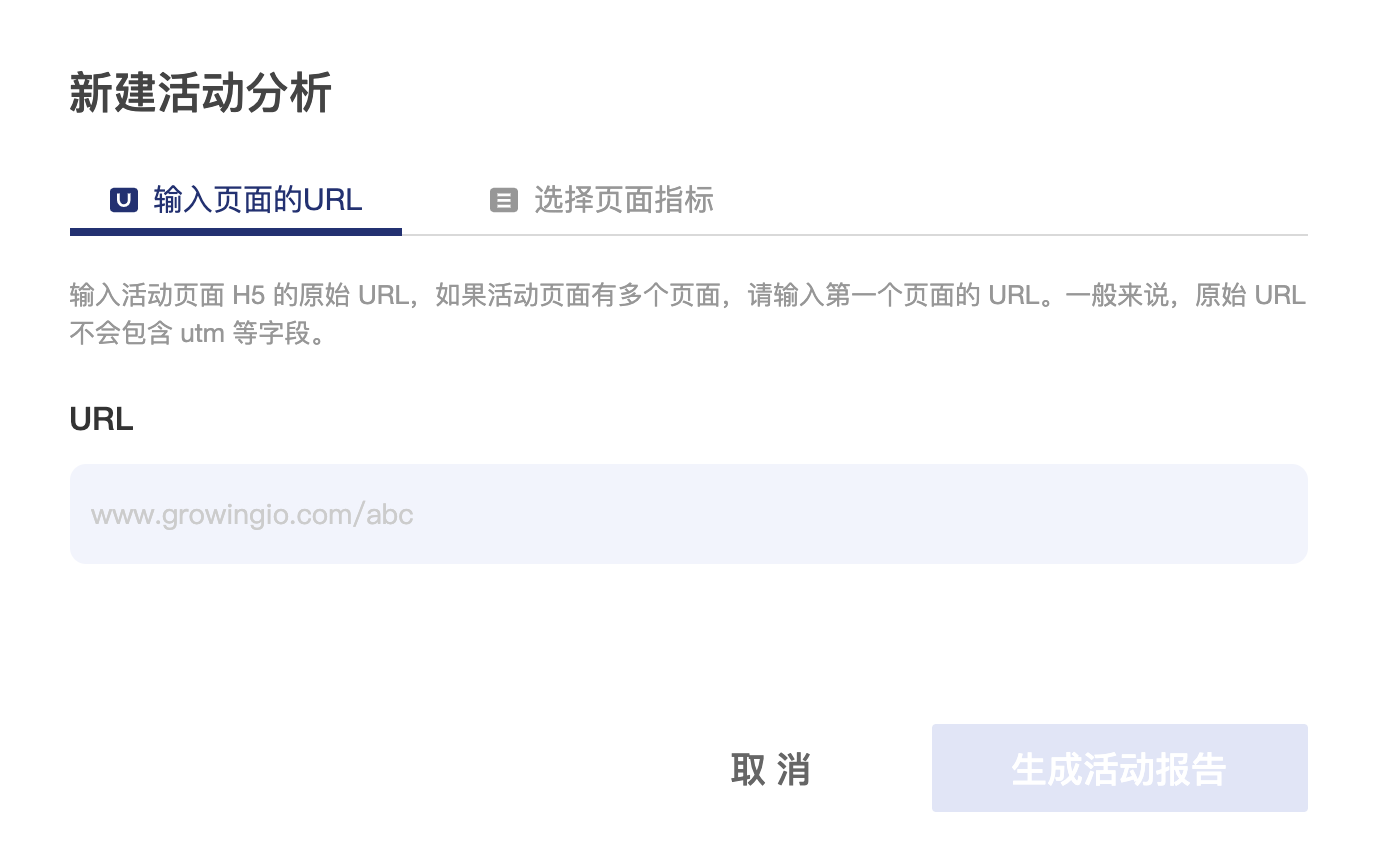 新建活动分析
输入页面的URL
选择页面指标
输入活动页面 H5 的原始 URL，如果活动页面有多个页面，请输入第一个页面的 URL。一般来说，原始 URL
不会包含 utm 等字段。
URL
www.growingio.com/abc
取 消
生成活动报告